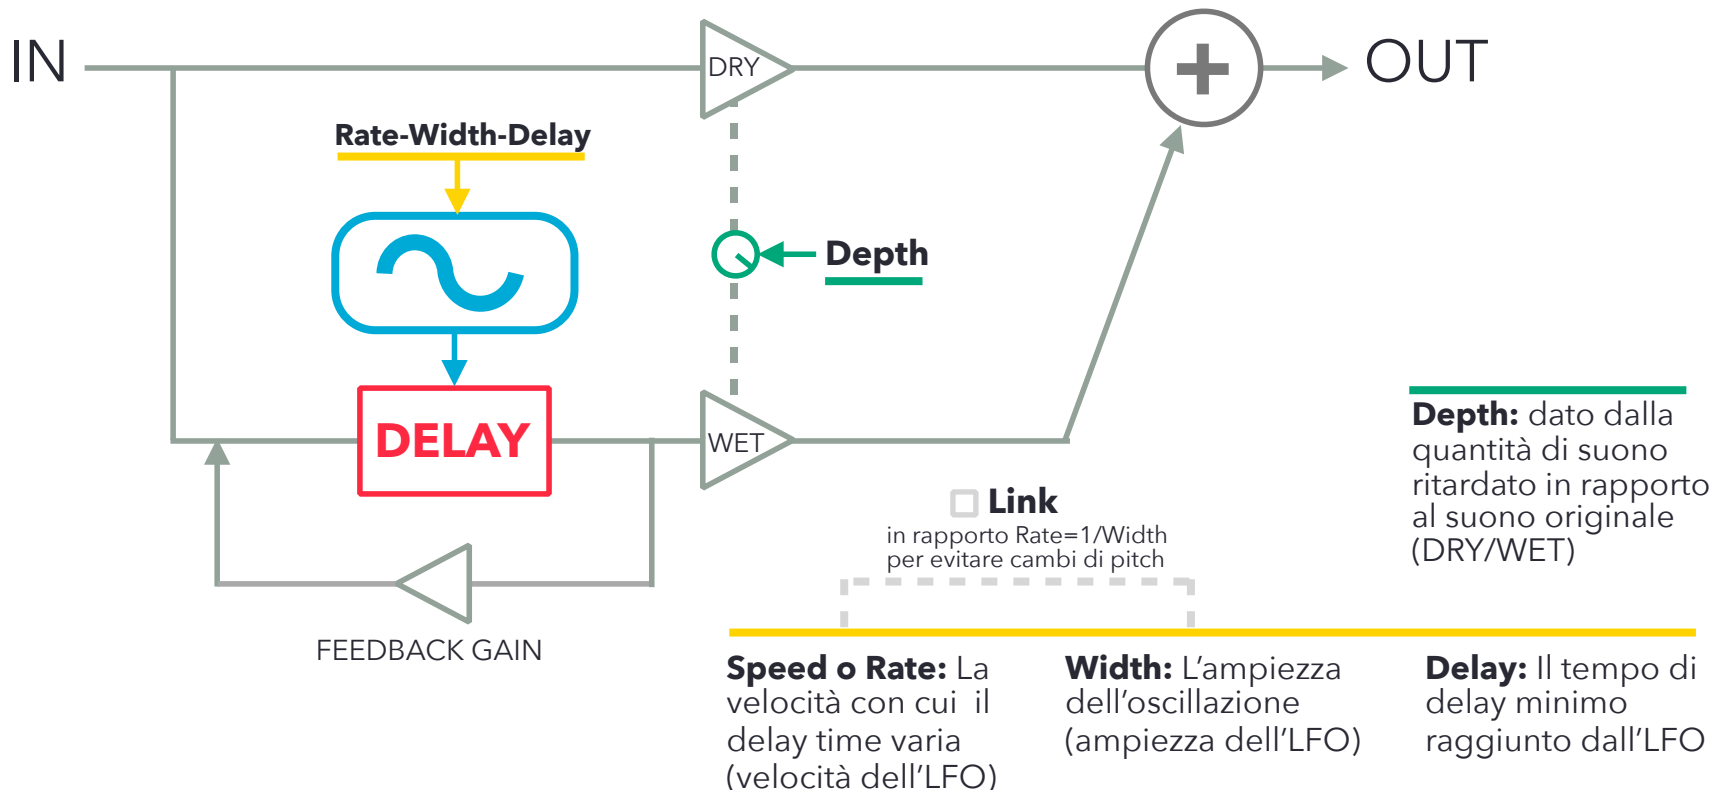 IN
DRY
+
OUT
Rate-Width-Delay
Depth
DELAY
WET
FEEDBACK GAIN
Link
in rapporto Rate=1/Width
per evitare cambi di pitch
Depth: dato dalla
quantità di suono
ritardato in rapporto
al suono originale
(DRY/WET)
Speed o Rate: La
velocità con cui il
delay time varia
(velocità dell'LFO)
Width: L'ampiezza
dell'oscillazione
(ampiezza dell'LFO)
Delay: Il tempo di
delay minimo
raggiunto dall'LFO